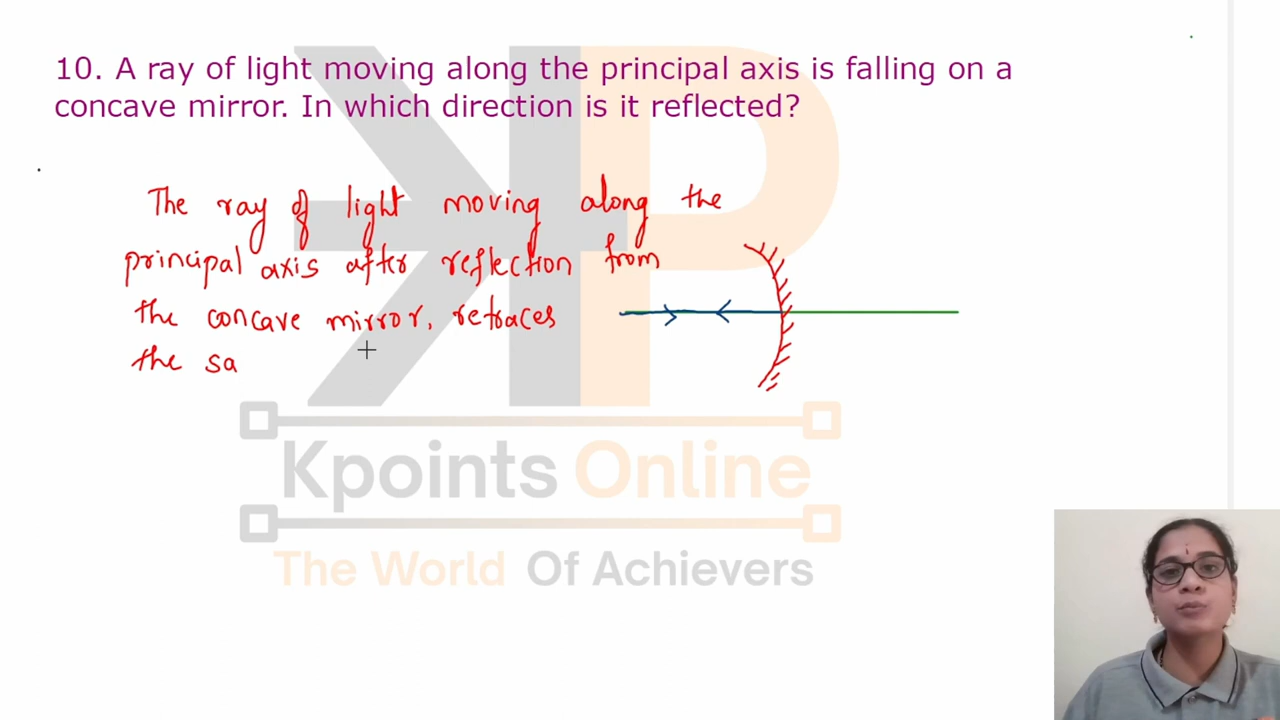 10. A ray of light moving along the principal axis is falling on a
concave mirror. In which direction is it reflected?
The ray of light moving along the
principal axis after reflection from
the concave mirror, retraces
the sa
KP
Kpoints Online
The World Of Achievers